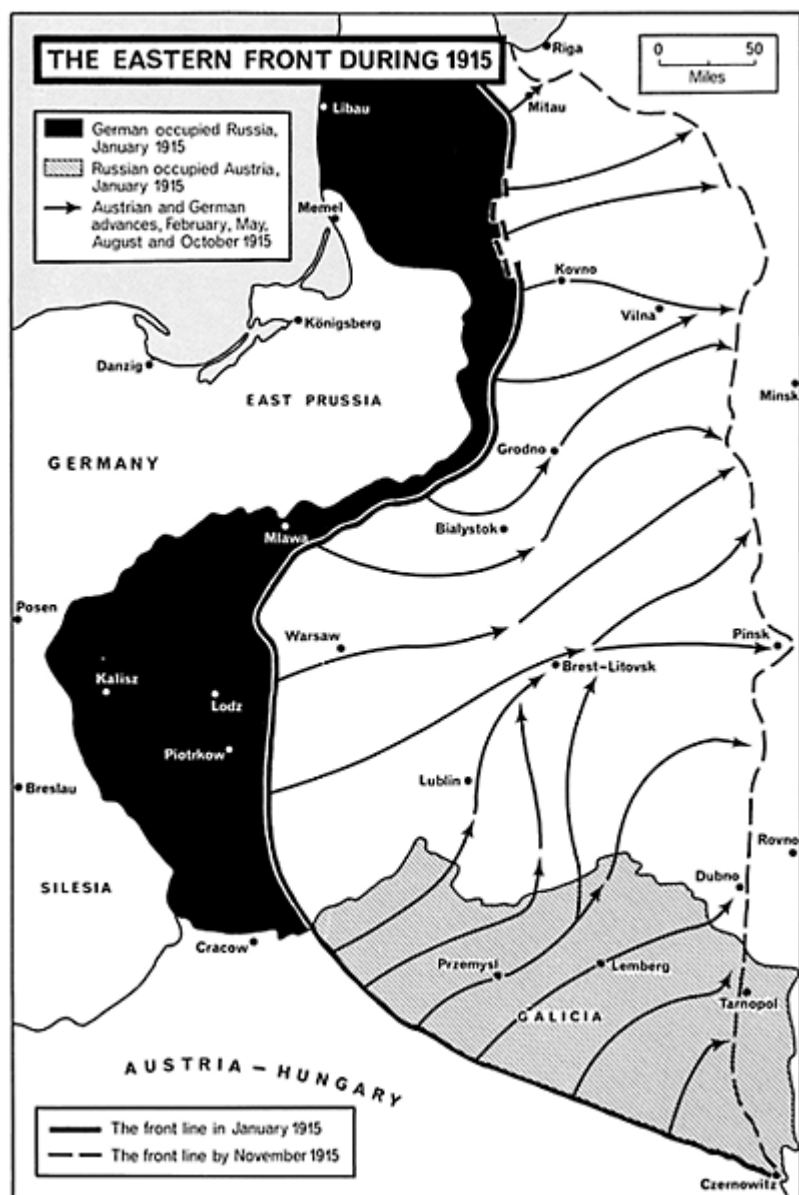 THE EASTERN FRONT DURING 1915
Riga
0 50
Miles
Mitau
Libau
German occupied Russia,
January 1915
Russian occupied Austria,
January 1915
Austrian and German
advances, February, May,
August and October 1915
Memel
Kovno
Vilna
Königsberg
Danzig
Minsk
EAST PRUSSIA
GERMANY
Grodno
Bialystok
Mlawa
Posen
Warsaw
Pinsk
Brest-Litovsk
Kalisz
Lodz
Piotrkow
Breslau
Lublin
Rovno
SILESIA
Dubno
Cracow
Przemysl
Lemberg
Tarnopol
GALICIA
AUSTRIA-HUNGARY
The front line in January 1915
The front line by November 1915
Czernowitz